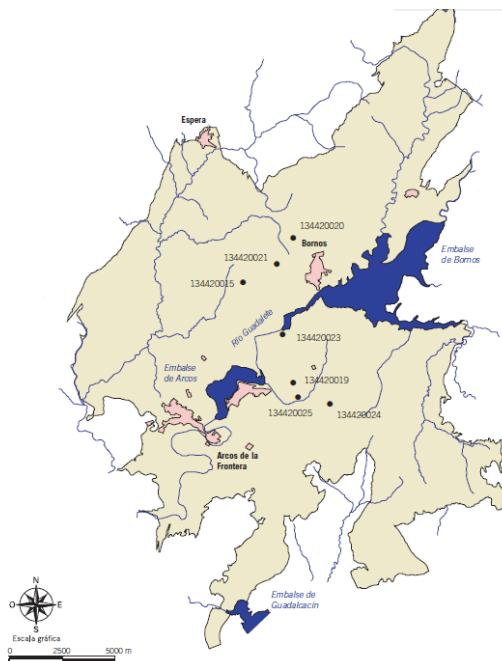 Espera
134420020
Bornos
Embalse
de Bornos
134420021
134420015
Río Guadalete
134420023
Embalse
de Arcos
134420019
134420025
134420024
Arcos de la
Frontera
Embalse de
Guadalcacín
N
O
E
S
Escala gráfica
0
2500
5000 m